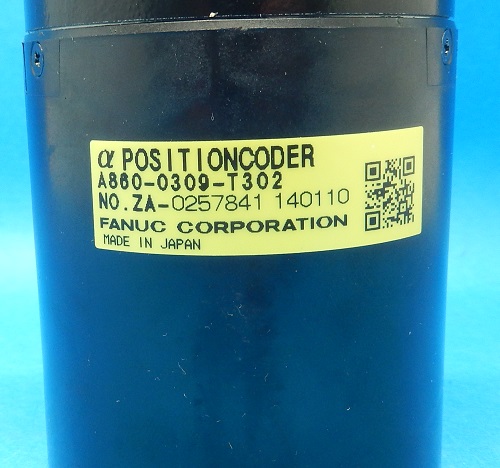 α POSITIONCODER
A860-0309-T302
NO.ZA-0257841 140110
FANUC CORPORATION
MADE IN JAPAN